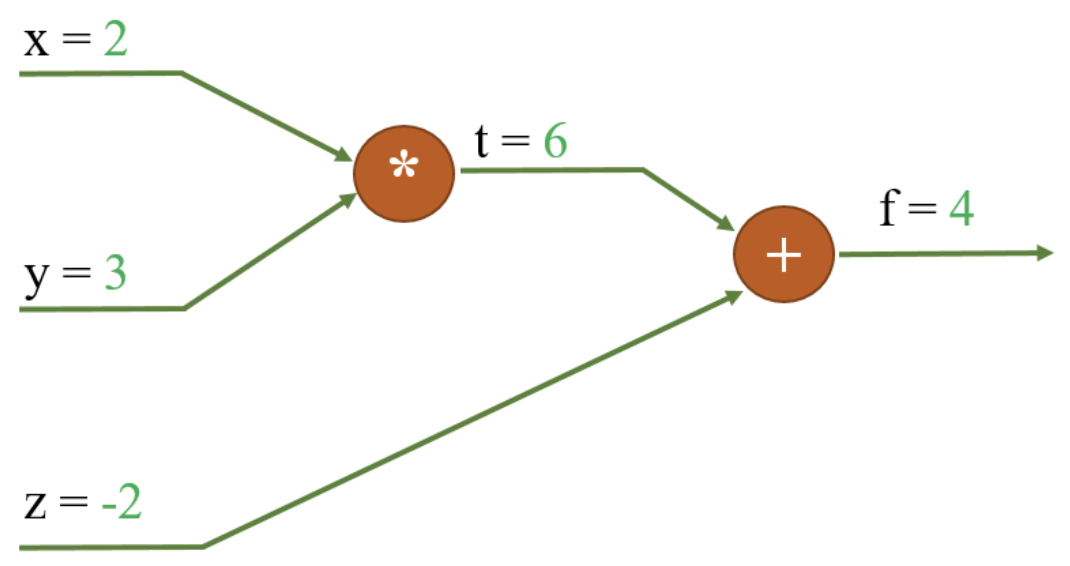 x = 2
*
t = 6
y = 3
+
f = 4
z = -2